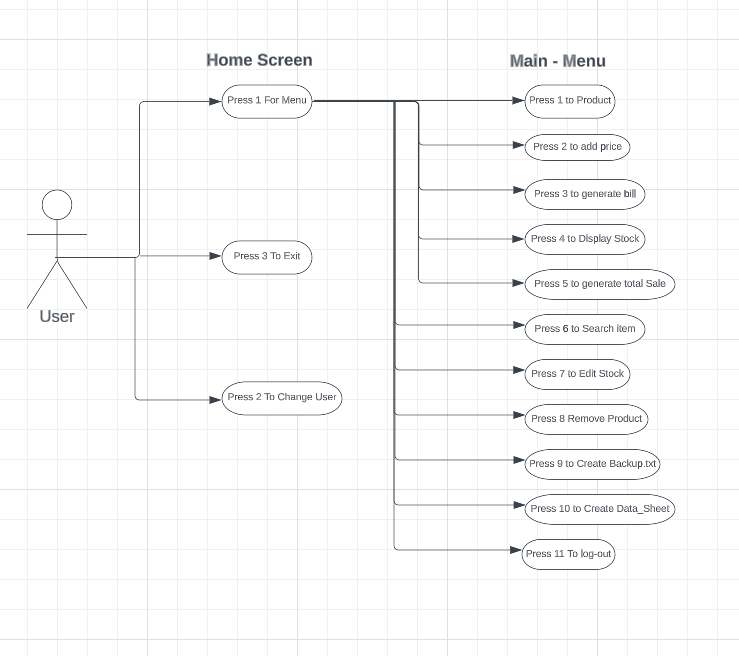 Home Screen
Main - Menu
Press 1 For Menu
Press 3 To Exit
Press 2 To Change User
User
Press 1 to Product
Press 2 to add price
Press 3 to generate bill
Press 4 to Display Stock
Press 5 to generate total Sale
Press 6 to Search item
Press 7 to Edit Stock
Press 8 Remove Product
Press 9 to Create Backup.txt
Press 10 to Create Data_Sheet
Press 11 To log-out